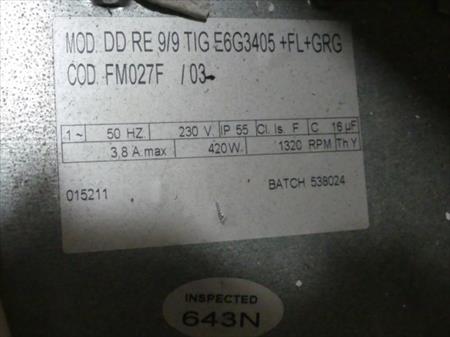 MOD. DD RE 9/9 TIG E6G3405 +FL+GRG
COD. FM027F / 03
1 ~ 50 HZ. 230 V. IP 55 Cl. Is. F C 16 µF
3,8 A.max 420W. 1320 RPM Th Y
015211 BATCH 538024
INSPECTED
643N